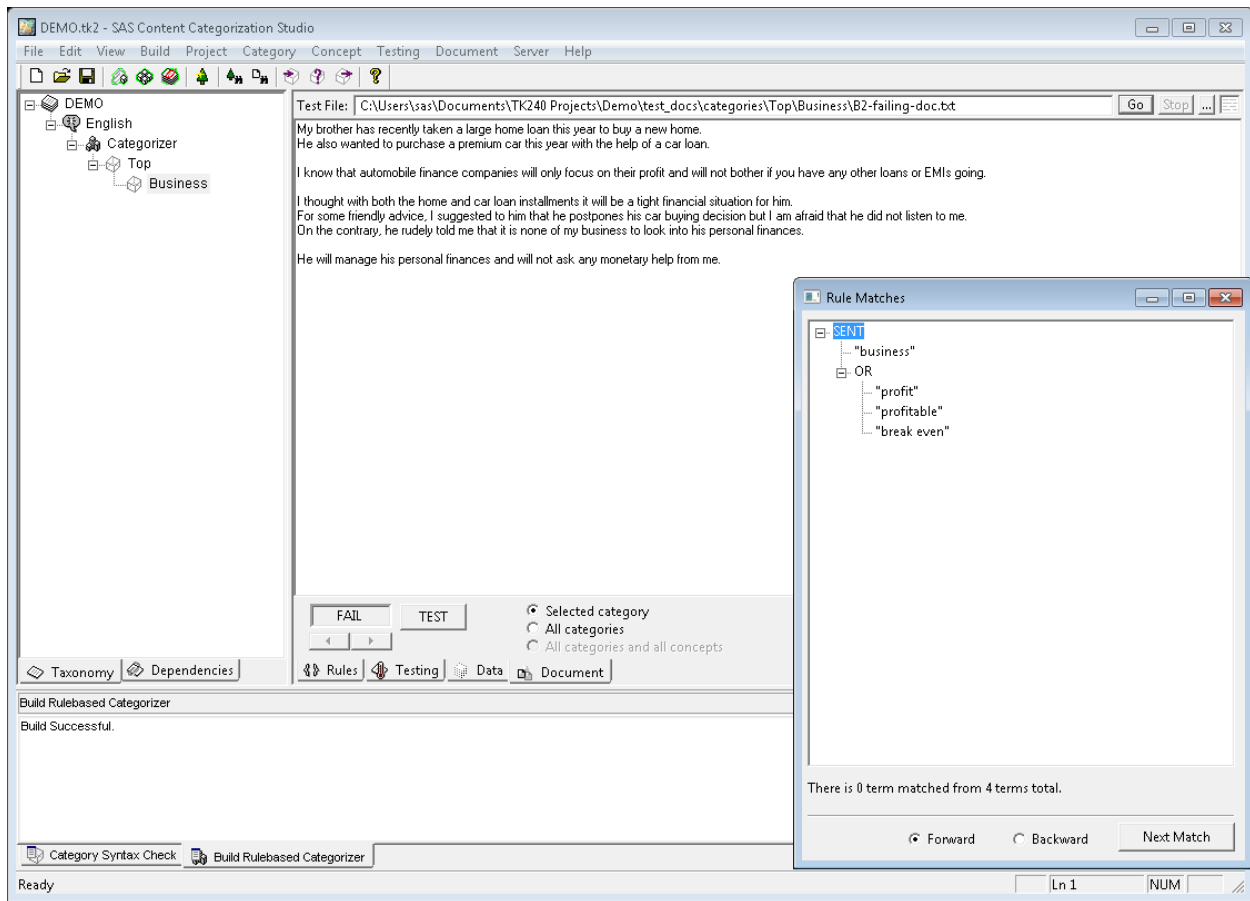 DEMO.tk2 - SAS Content Categorization Studio
File Edit View Build Project Category Concept Testing Document Server Help
DEMO
English
Categorizer
Top
Business
Test File: C:\Users\sas\Documents\TK240 Projects\Demo\test_docs\categories\Top\Business\B2-failing-doc.txt Go Stop ...
My brother has recently taken a large home loan this year to buy a new home.
He also wanted to purchase a premium car this year with the help of a car loan.
I know that automobile finance companies will only focus on their profit and will not bother if you have any other loans or EMIs going.
I thought with both the home and car loan installments it will be a tight financial situation for him.
For some friendly advice, I suggested to him that he postpones his car buying decision but I am afraid that he did not listen to me.
On the contrary, he rudely told me that it is none of my business to look into his personal finances.
He will manage his personal finances and will not ask any monetary help from me.
Rule Matches
SENT
"business"
OR
"profit"
"profitable"
"break even"
There is 0 term matched from 4 terms total.
Forward Backward Next Match
FAIL TEST
Selected category
All categories
All categories and all concepts
Taxonomy Dependencies
Rules Testing Data Document
Build Rulebased Categorizer
Build Successful.
Category Syntax Check Build Rulebased Categorizer
Ready Ln 1 NUM